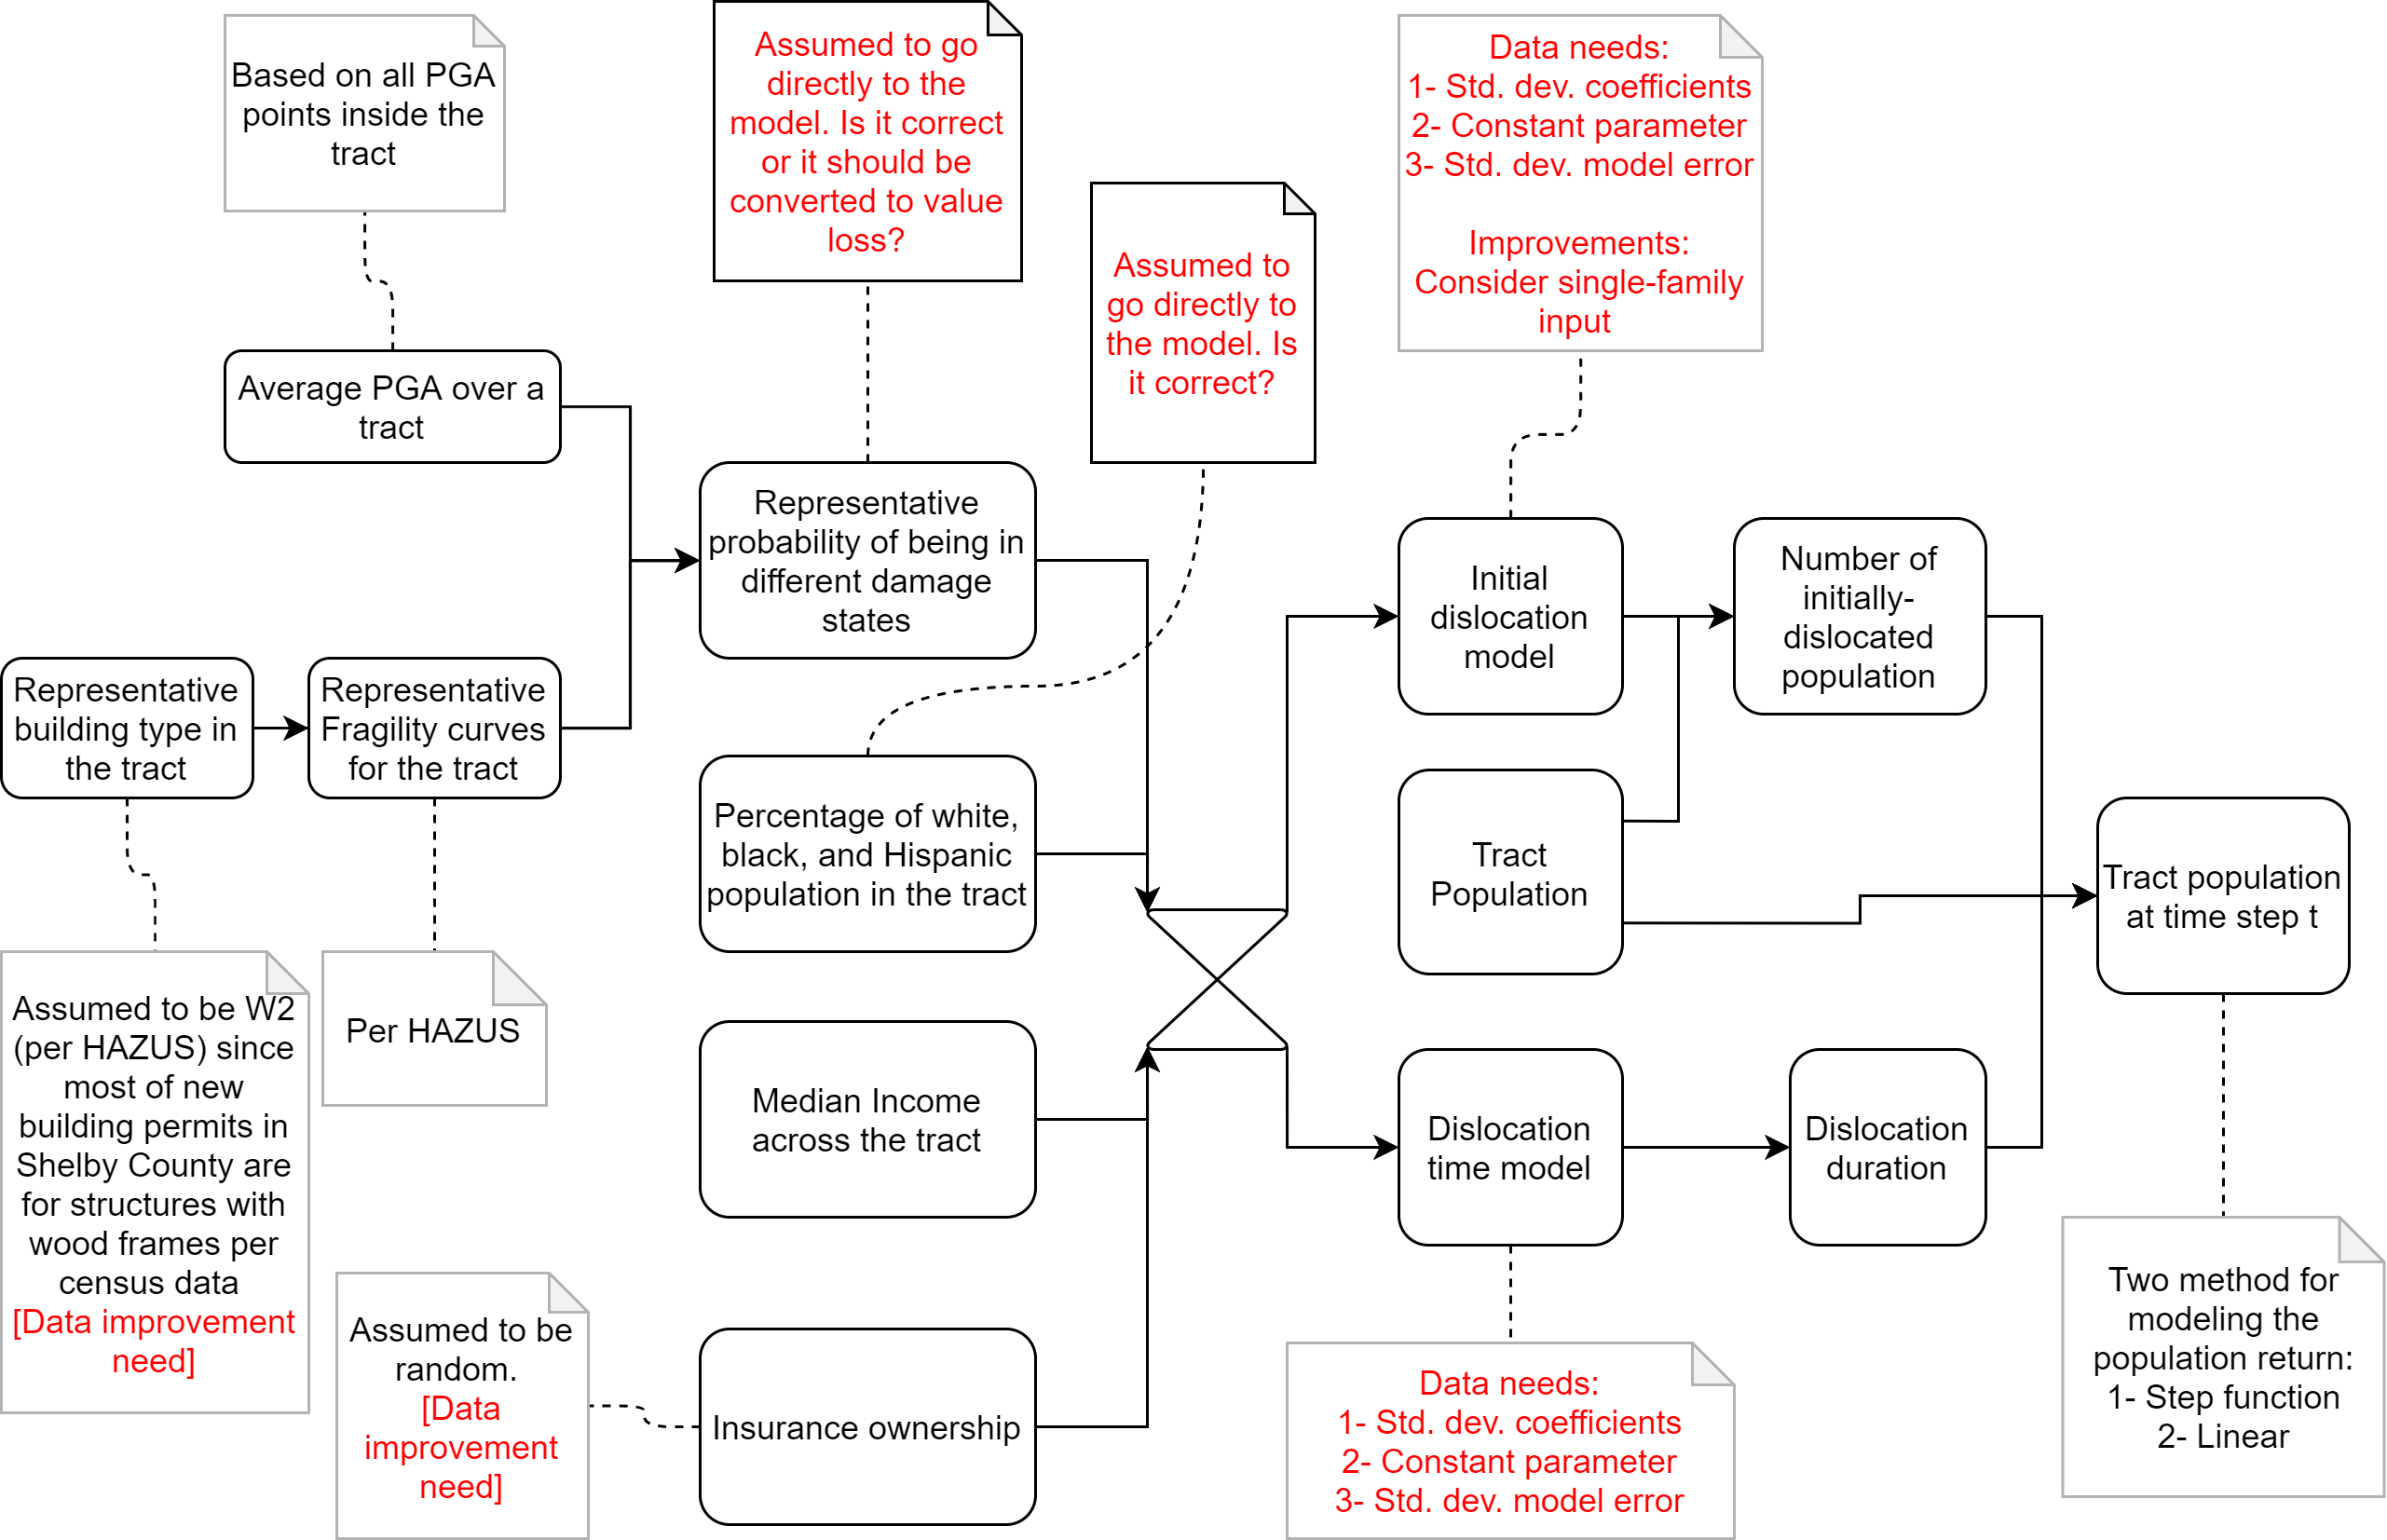 Based on all PGA
points inside the
tract
Assumed to go
directly to the
model. Is it correct
or it should be
converted to value
loss?
Assumed to
go directly to
the model. Is
it correct?
Data needs:
1- Std. dev. coefficients
2- Constant parameter
3- Std. dev. model error
Improvements:
Consider single-family
input
Average PGA over a
tract
Representative
probability of being in
different damage
states
Initial
dislocation
model
Number of
initially-
dislocated
population
Representative
building type in
the tract
Representative
Fragility curves
for the tract
Percentage of white,
black, and Hispanic
population in the tract
Tract
Population
Tract population
at time step t
Assumed to be W2
(per HAZUS) since
most of new
building permits in
Shelby County are
for structures with
wood frames per
census data
[Data improvement
need]
Per HAZUS
Median Income
across the tract
Dislocation
time model
Dislocation
duration
Assumed to be
random.
[Data
improvement
need]
Insurance ownership
Data needs:
1- Std. dev. coefficients
2- Constant parameter
3- Std. dev. model error
Two method for
modeling the
population return:
1- Step function
2- Linear